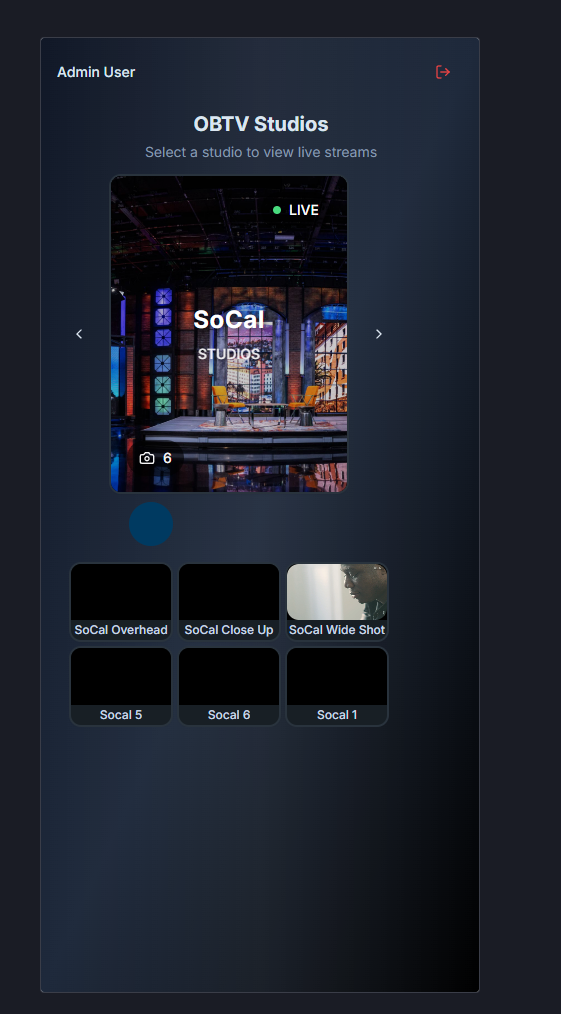 Admin User
OBTV Studios
Select a studio to view live streams
LIVE
SoCal
STUDIOS
6
SoCal Overhead
SoCal Close Up
SoCal Wide Shot
Socal 5
Socal 6
Socal 1